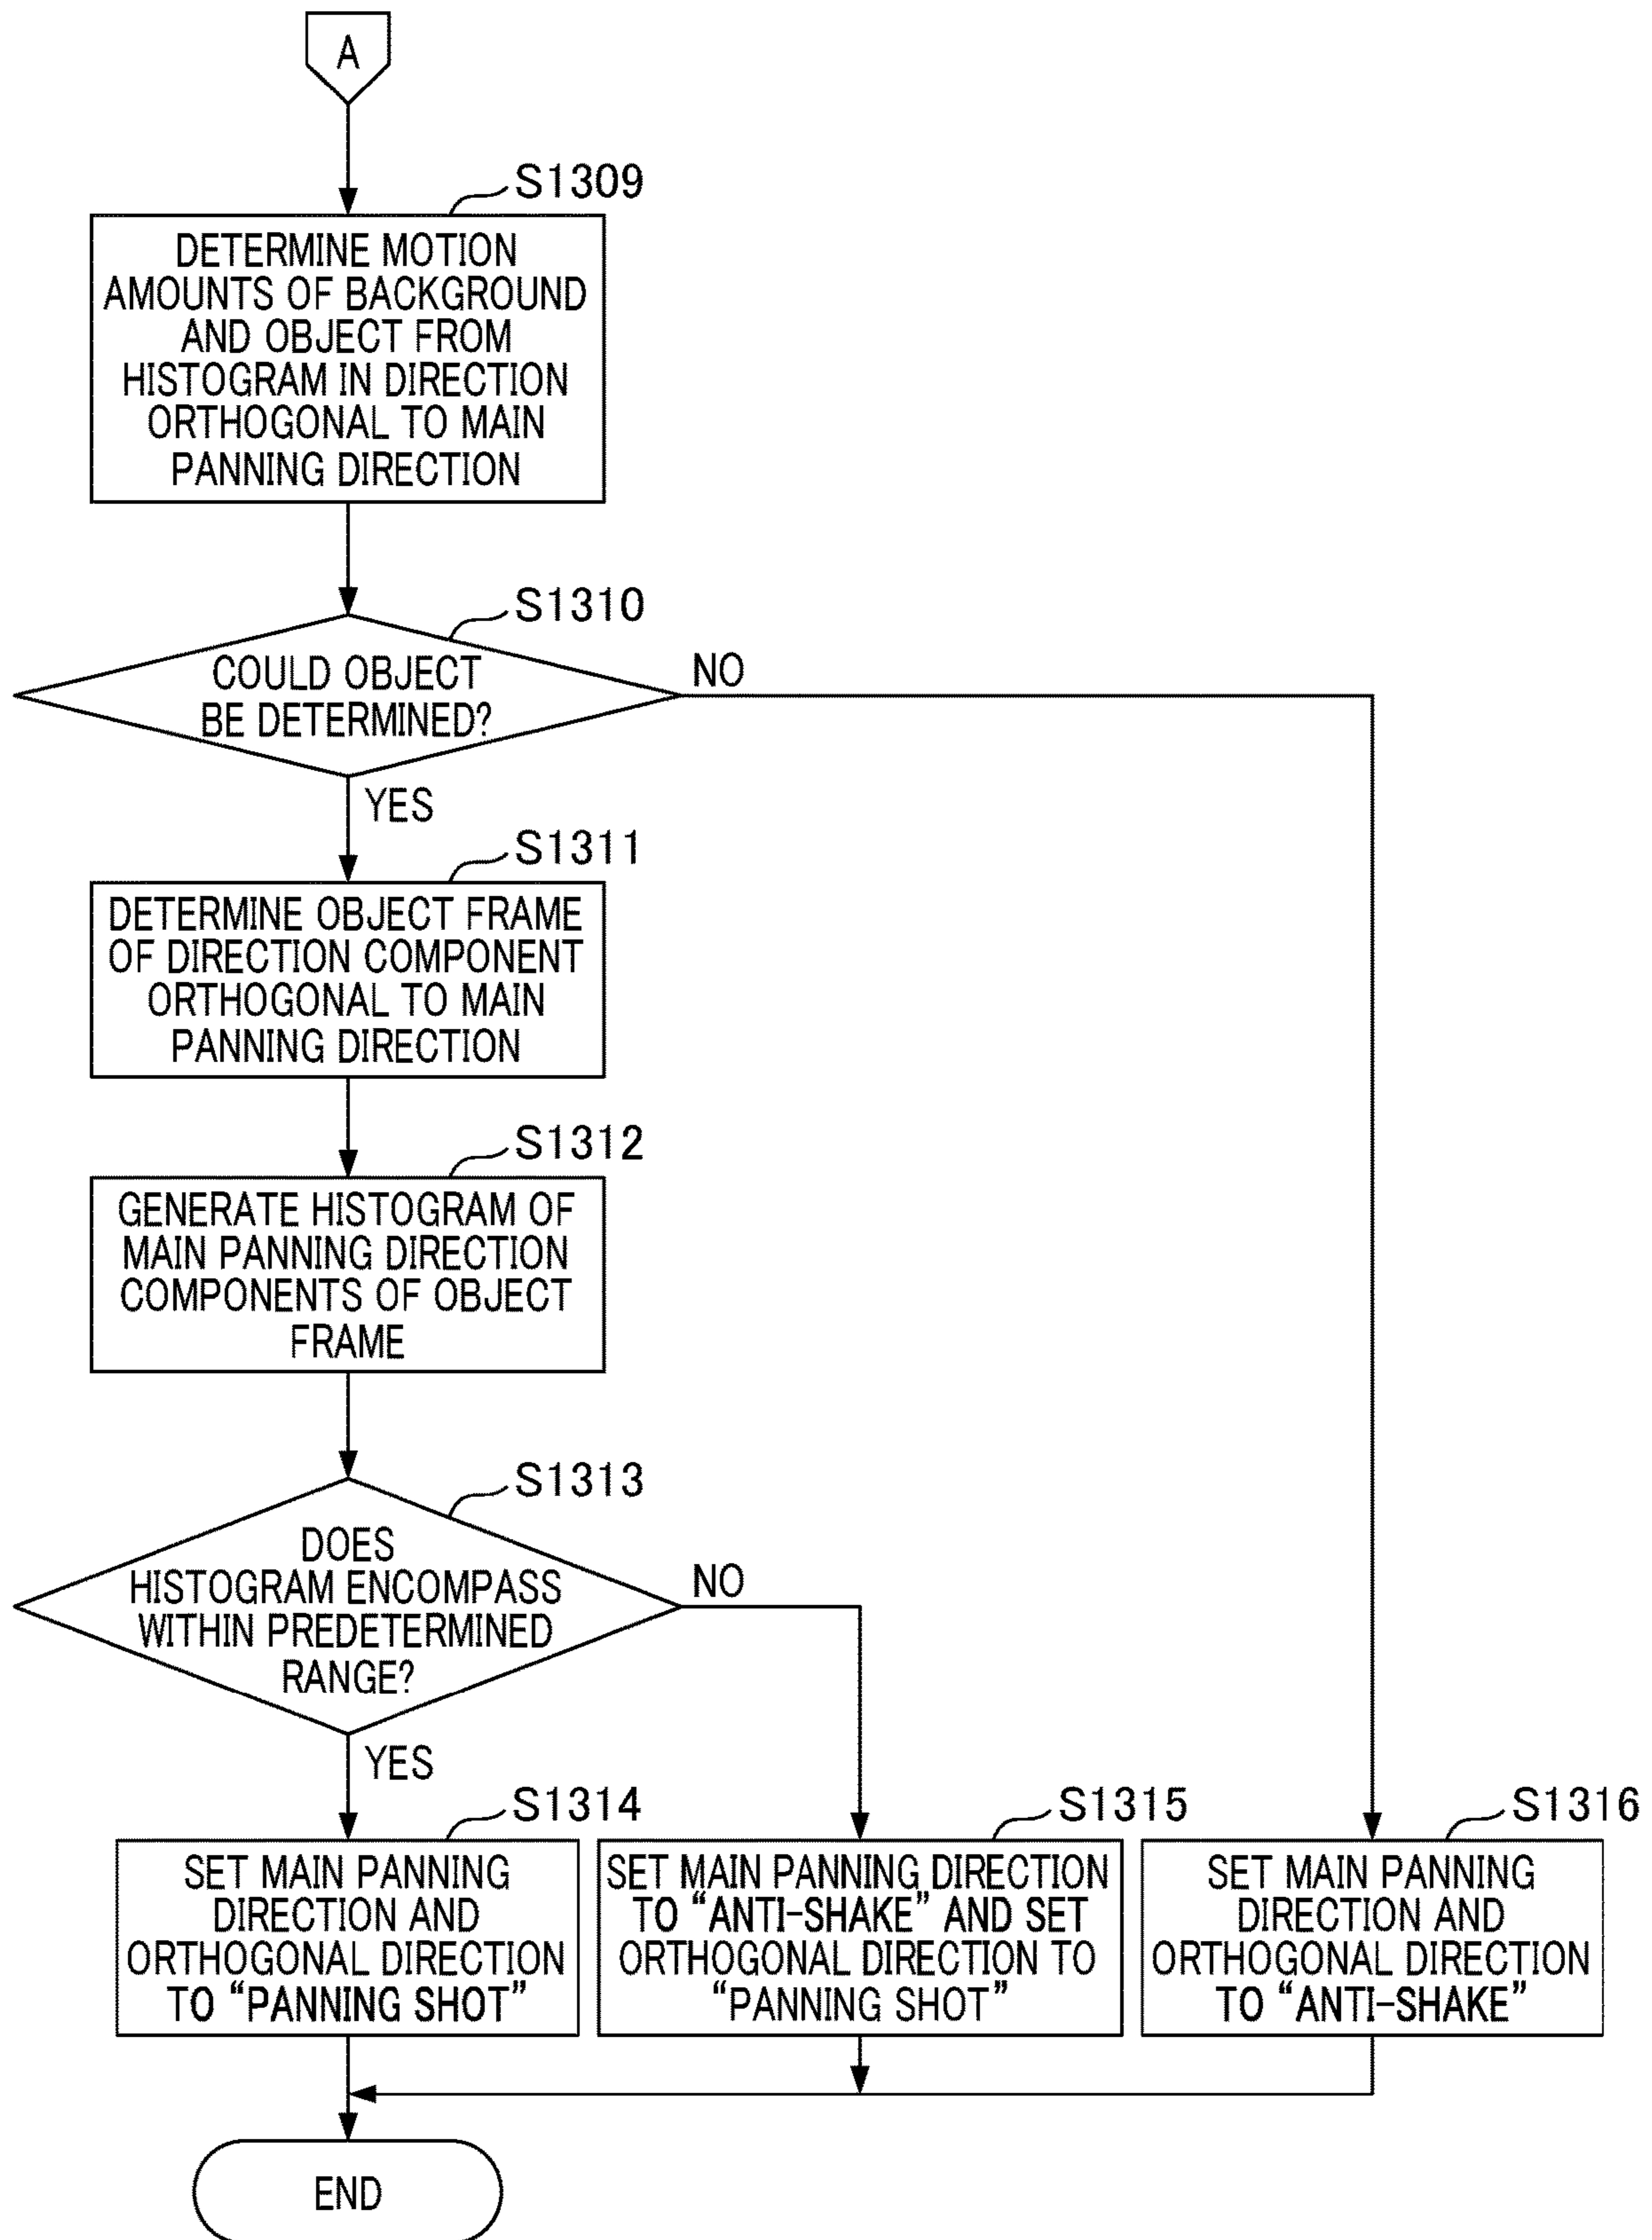 A
S1309
DETERMINE MOTION
AMOUNTS OF BACKGROUND
AND OBJECT FROM
HISTOGRAM IN DIRECTION
ORTHOGONAL TO MAIN
PANNING DIRECTION
S1310
COULD OBJECT
BE DETERMINED?
NO
YES
S1311
DETERMINE OBJECT FRAME
OF DIRECTION COMPONENT
ORTHOGONAL TO MAIN
PANNING DIRECTION
S1312
GENERATE HISTOGRAM OF
MAIN PANNING DIRECTION
COMPONENTS OF OBJECT
FRAME
S1313
DOES
HISTOGRAM ENCOMPASS
WITHIN PREDETERMINED
RANGE?
NO
YES
S1314
SET MAIN PANNING
DIRECTION AND
ORTHOGONAL DIRECTION
TO “PANNING SHOT”
S1315
SET MAIN PANNING DIRECTION
TO “ANTI-SHAKE” AND SET
ORTHOGONAL DIRECTION TO
“PANNING SHOT”
S1316
SET MAIN PANNING
DIRECTION AND
ORTHOGONAL DIRECTION
TO “ANTI-SHAKE”
END